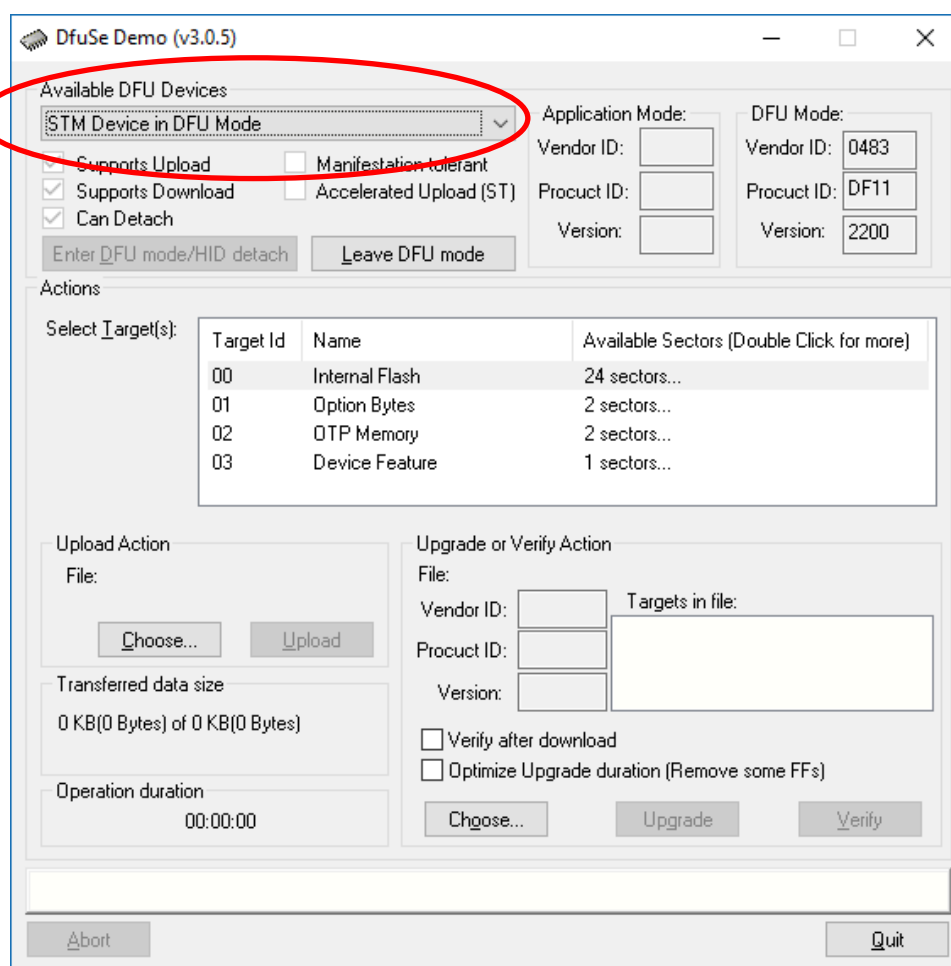 DfuSe Demo (v3.0.5)
Available DFU Devices
STM Device in DFU Mode
Supports Upload
Manifestation tolerant
Supports Download
Accelerated Upload (ST)
Can Detach
Enter DFU mode/HID detach
Leave DFU mode
Application Mode:
Vendor ID:
Procuct ID:
Version:
DFU Mode:
Vendor ID: 0483
Procuct ID: DF11
Version: 2200
Actions
Select Target(s):
Target Id Name Available Sectors (Double Click for more)
00 Internal Flash 24 sectors...
01 Option Bytes 2 sectors...
02 OTP Memory 2 sectors...
03 Device Feature 1 sectors...
Upload Action
File:
Choose... Upload
Transferred data size
0 KB(0 Bytes) of 0 KB(0 Bytes)
Operation duration
00:00:00
Upgrade or Verify Action
File:
Vendor ID:
Procuct ID:
Version:
Targets in file:
Verify after download
Optimize Upgrade duration (Remove some FFs)
Choose... Upgrade Verify
Abort Quit